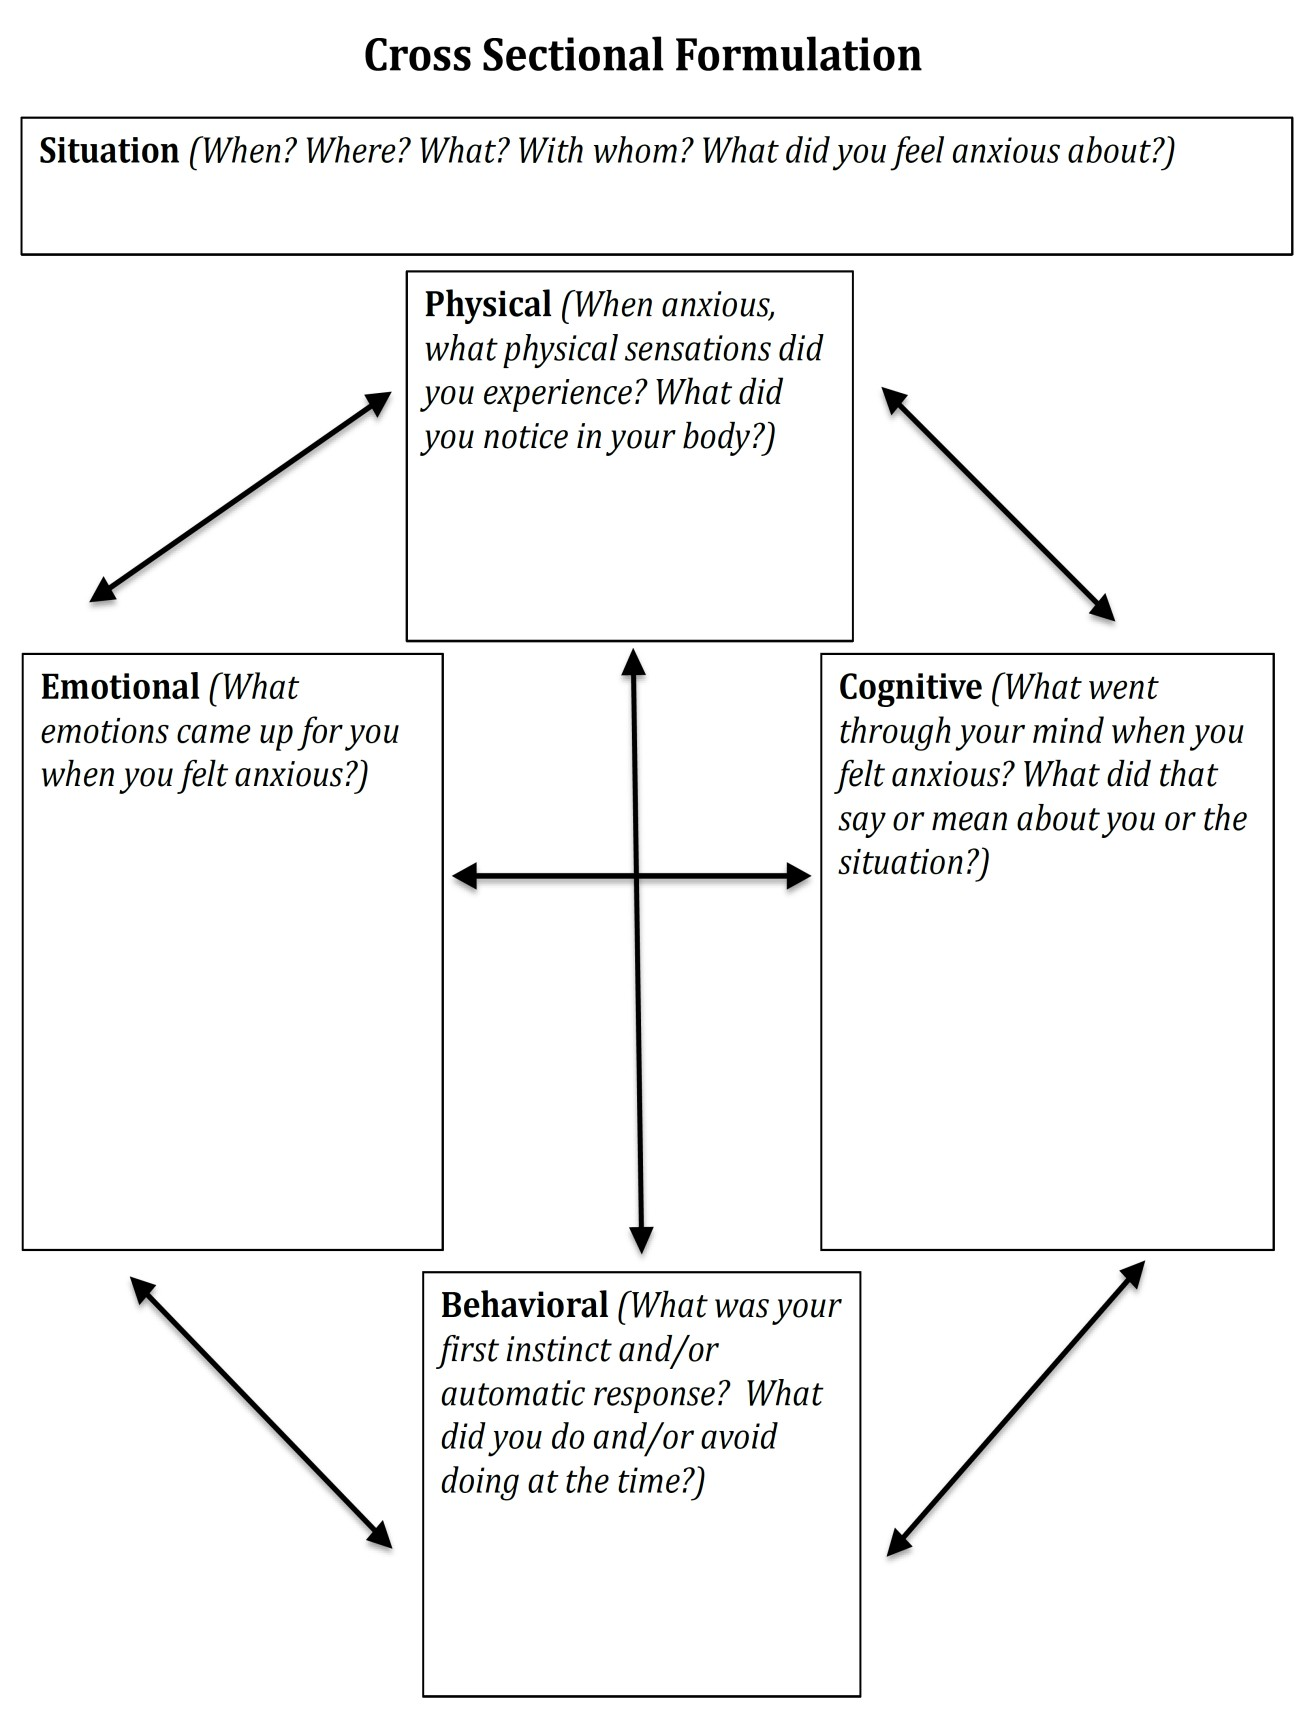 Cross Sectional Formulation
Situation (When? Where? What? With whom? What did you feel anxious about?)
Physical (When anxious,
what physical sensations did
you experience? What did
you notice in your body?)
Emotional (What
emotions came up for you
when you felt anxious?)
Cognitive (What went
through your mind when you
felt anxious? What did that
say or mean about you or the
situation?)
Behavioral (What was your
first instinct and/or
automatic response?  What
did you do and/or avoid
doing at the time?)